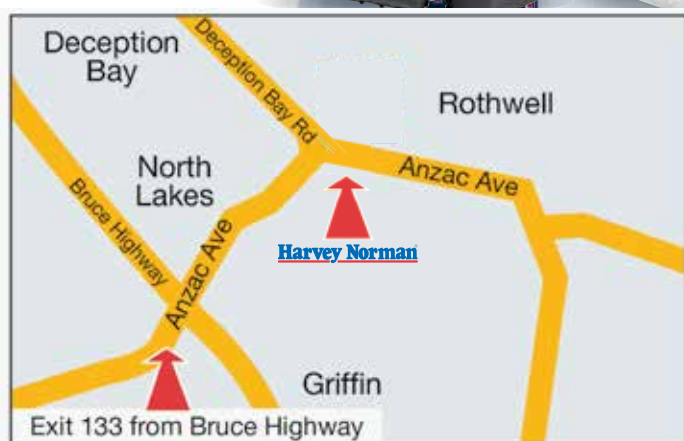 Deception
Bay
Deception Bay Rd
Rothwell
North
Lakes
Anzac Ave
Bruce Highway
Anzac Ave
Harvey Norman
Griffin
Exit 133 from Bruce Highway